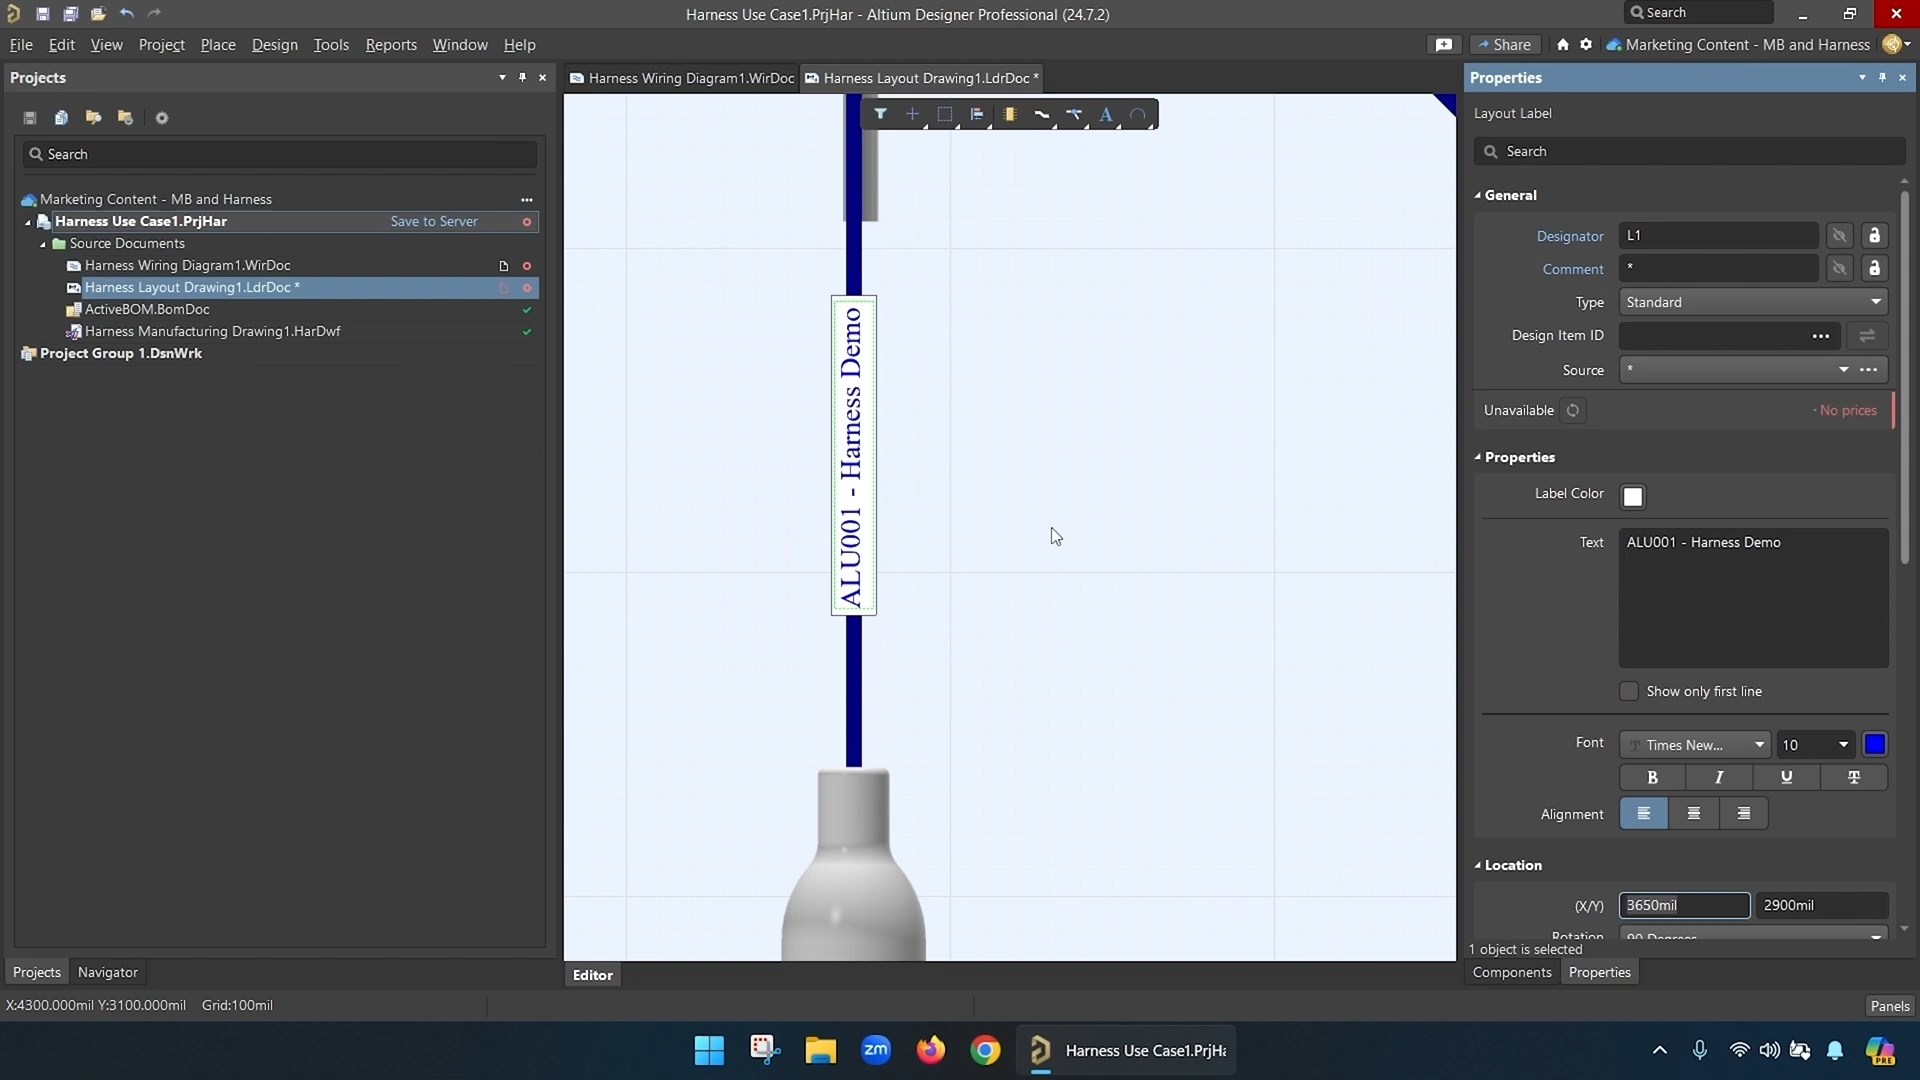 Harness Use Case1.PrjHar - Altium Designer Professional (24.7.2)
Search
File Edit View Project Place Design Tools Reports Window Help
Share
Marketing Content - MB and Harness
Projects
Harness Wiring Diagram1.WirDoc
Harness Layout Drawing1.LdrDoc *
Properties
Layout Label
Search
Search
Marketing Content - MB and Harness
Harness Use Case1.PrjHar
Save to Server
Source Documents
Harness Wiring Diagram1.WirDoc
Harness Layout Drawing1.LdrDoc *
ActiveBOM.BomDoc
Harness Manufacturing Drawing1.HarDwf
Project Group 1.DsnWrk
ALU001 - Harness Demo
General
Designator L1
Comment *
Type Standard
Design Item ID
Source *
Unavailable
No prices
Properties
Label Color
Text ALU001 - Harness Demo
Show only first line
Font Times New... 10
B I U T
Alignment
Location
(X/Y) 3650mil 2900mil
Rotation 90 Degrees
1 object is selected
Projects Navigator
Editor
Components Properties
X:4300.000mil Y:3100.000mil Grid:100mil
Panels
zm
Harness Use Case1.PrjHa
PRE